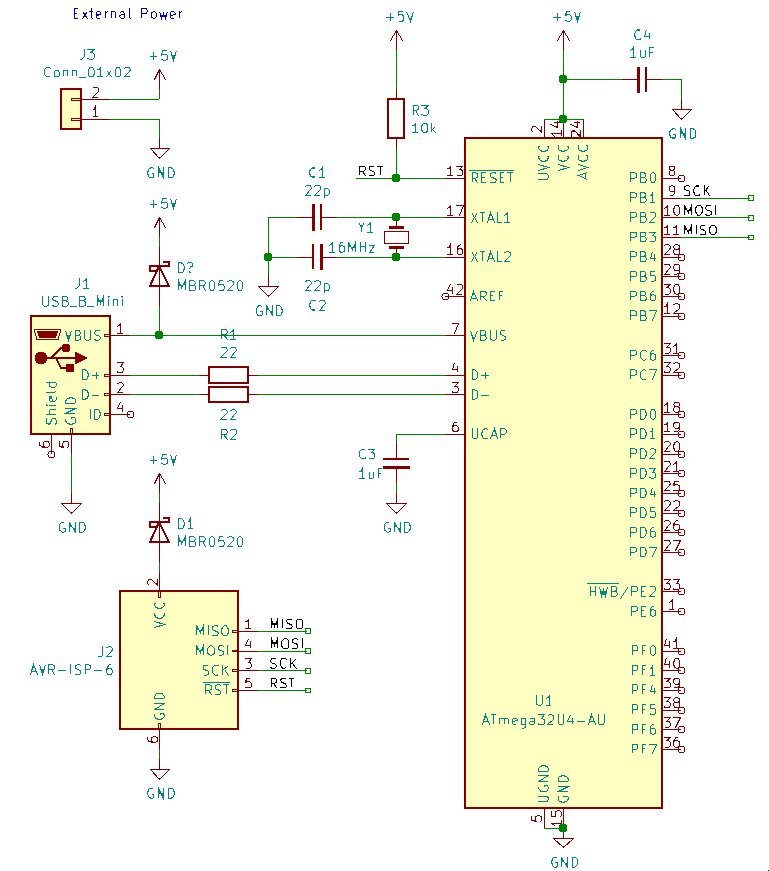 External Power
J3
Conn_01x02
+5V
2
1
GND
+5V
D?
MBR0520
J1
USB_B_Mini
VBUS
1
D+
3
D-
2
ID
4
Shield
GND
6
5
GND
R1
22
22
R2
+5V
D1
MBR0520
2
VCC
J2
AVR-ISP-6
MISO
1
MISO
MOSI
4
MOSI
SCK
3
SCK
RST
5
RST
GND
6
GND
+5V
R3
10k
RST
C1
22p
Y1
16MHz
22p
C2
GND
C3
1uF
GND
+5V
C4
1uF
GND
2
14
24
UVCC
VCC
AVCC
13
RESET
17
XTAL1
16
XTAL2
42
AREF
7
VBUS
4
D+
3
D-
6
UCAP
PB0
8
PB1
9
SCK
PB2
10
MOSI
PB3
11
MISO
PB4
28
PB5
29
PB6
30
PB7
12
PC6
31
PC7
32
PD0
18
PD1
19
PD2
20
PD3
21
PD4
25
PD5
22
PD6
26
PD7
27
HWB/PE2
33
PE6
1
PF0
41
PF1
40
PF4
39
PF5
38
PF6
37
PF7
36
U1
ATmega32U4-AU
UGND
GND
5
15
GND